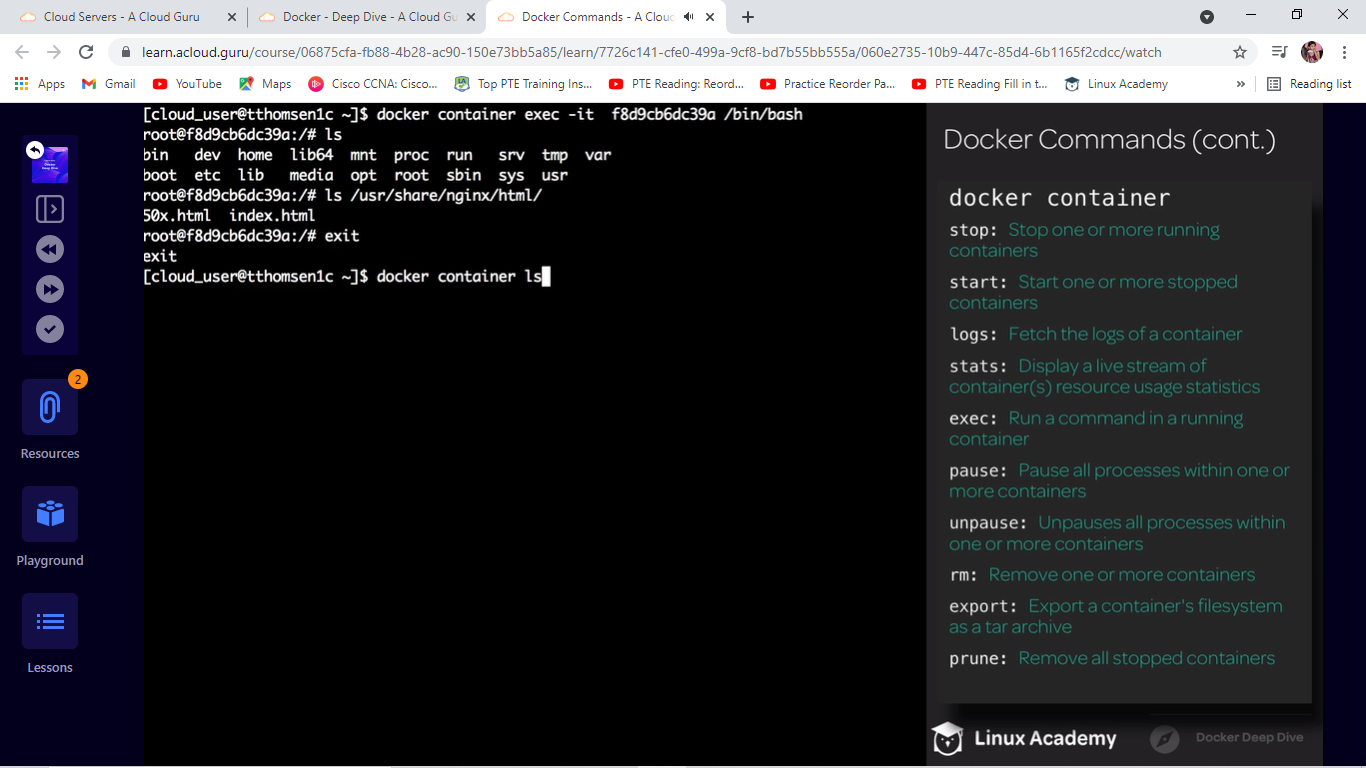 Cloud Servers - A Cloud Guru
Docker - Deep Dive - A Cloud Gu
Docker Commands - A Cloud
learn.acloud.guru/course/06875cfa-fb88-4b28-ac90-150e73bb5a85/learn/7726c141-cfe0-499a-9cf8-bd7b55bb555a/060e2735-10b9-447c-85d4-6b1165f2cdcc/watch
Apps
Gmail
YouTube
Maps
Cisco CCNA: Cisco...
Top PTE Training Ins...
PTE Reading: Reord...
Practice Reorder Pa...
PTE Reading Fill in t...
Linux Academy
»
Reading list
[cloud_user@tthomsen1c ~]$ docker container exec -it  f8d9cb6dc39a /bin/bash
root@f8d9cb6dc39a:/# ls
bin   dev  home  lib64  mnt  proc  run   srv  tmp  var
boot  etc  lib   media  opt  root  sbin  sys  usr
root@f8d9cb6dc39a:/# ls /usr/share/nginx/html/
50x.html  index.html
root@f8d9cb6dc39a:/# exit
exit
[cloud_user@tthomsen1c ~]$ docker container ls
Docker Deep Dive
2
Resources
Playground
Lessons
Docker Commands (cont.)
docker container
stop: Stop one or more running
containers
start: Start one or more stopped
containers
logs: Fetch the logs of a container
stats: Display a live stream of
container(s) resource usage statistics
exec: Run a command in a running
container
pause: Pause all processes within one or
more containers
unpause: Unpauses all processes within
one or more containers
rm: Remove one or more containers
export: Export a container's filesystem
as a tar archive
prune: Remove all stopped containers
Linux Academy
Docker Deep Dive